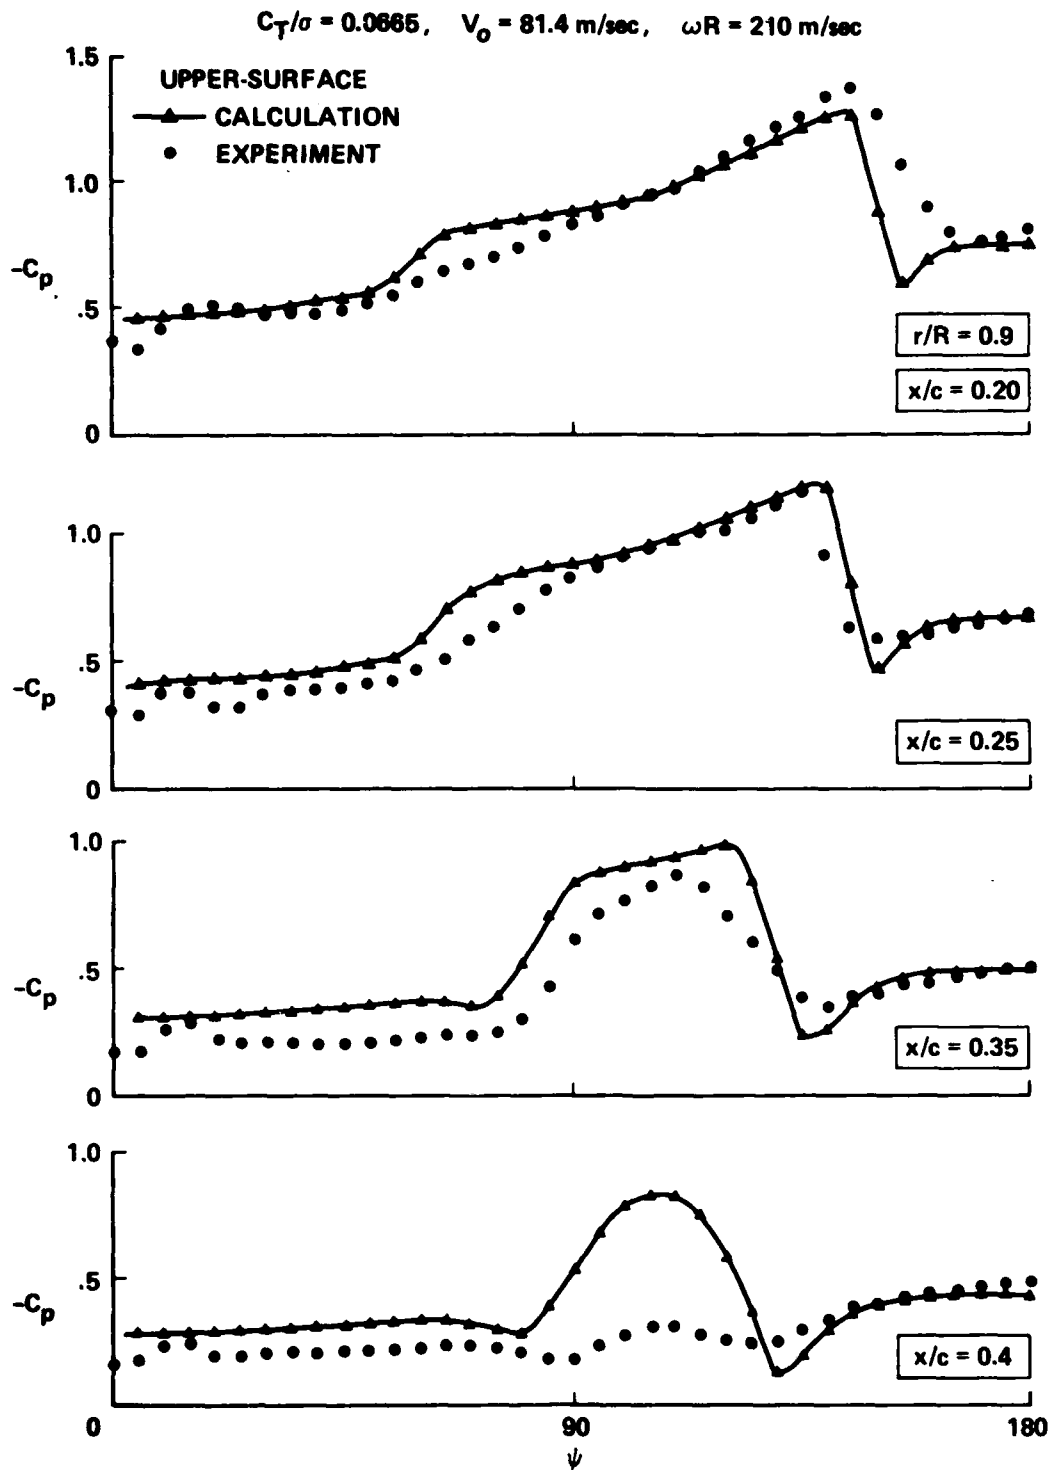 C_T/σ = 0.0665, V_o = 81.4 m/sec, ωR = 210 m/sec
1.5
UPPER-SURFACE
CALCULATION
EXPERIMENT
1.0
-C_p
.5
r/R = 0.9
x/c = 0.20
0
1.0
.5
-C_p
x/c = 0.25
0
1.0
.5
-C_p
x/c = 0.35
0
1.0
.5
-C_p
x/c = 0.4
0 90 180
ψ